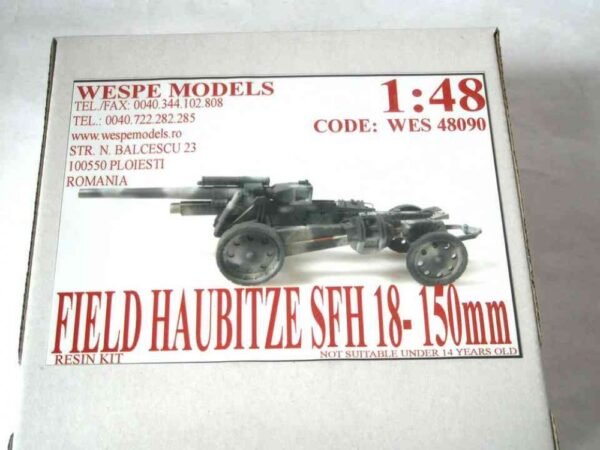 WESPE MODELS
TEL./FAX: 0040.344.102.808
TEL.: 0040.722.282.285
www.wespemodels.ro
STR. N. BALCESCU 23
100550 PLOIESTI
ROMANIA
1:48
CODE: WES 48090
FIELD HAUBITZE SFH 18- 150mm
RESIN KIT
NOT SUITABLE UNDER 14 YEARS OLD